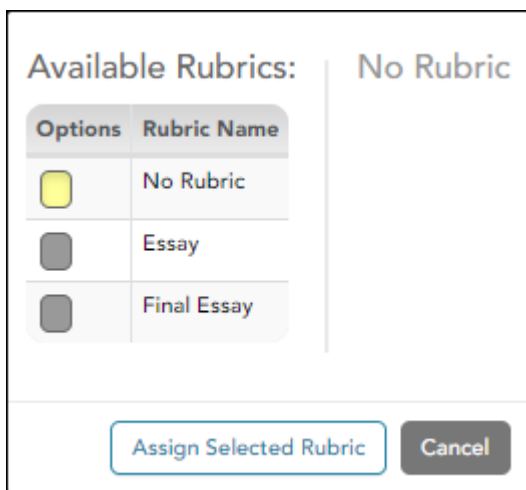 Available Rubrics:
No Rubric
Options Rubric Name
No Rubric
Essay
Final Essay
Assign Selected Rubric
Cancel